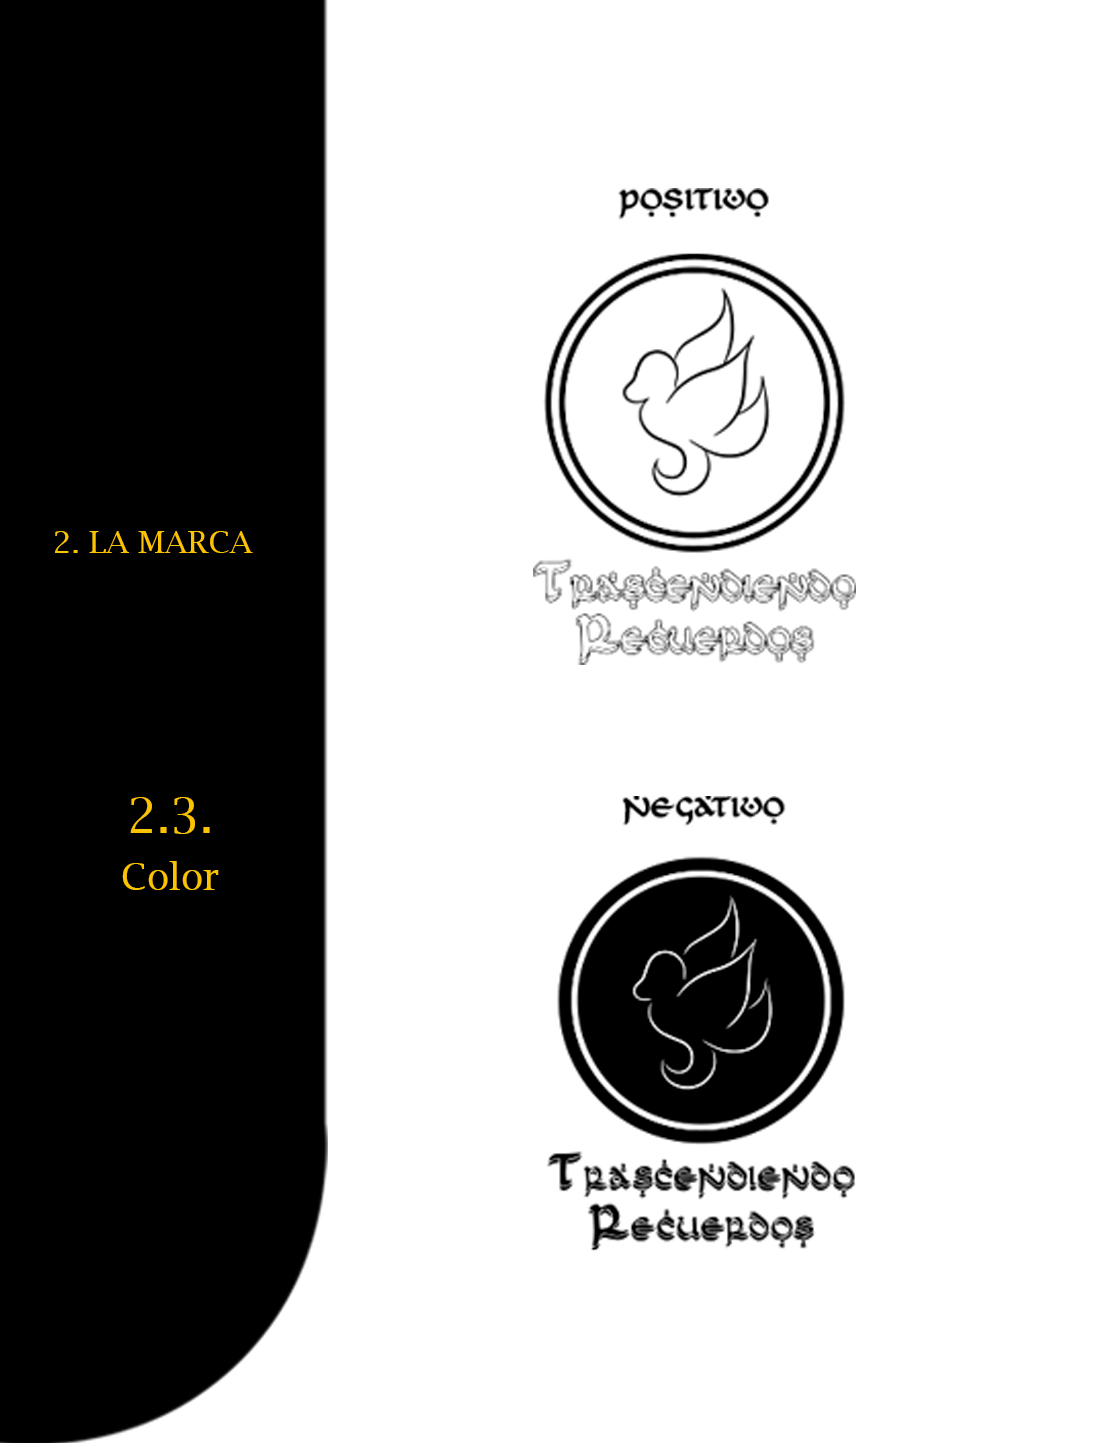 2. LA MARCA
2.3.
Color
POSITIVO
Trascendiendo
Recuerdos
NEGATIVO
Trascendiendo
Recuerdos